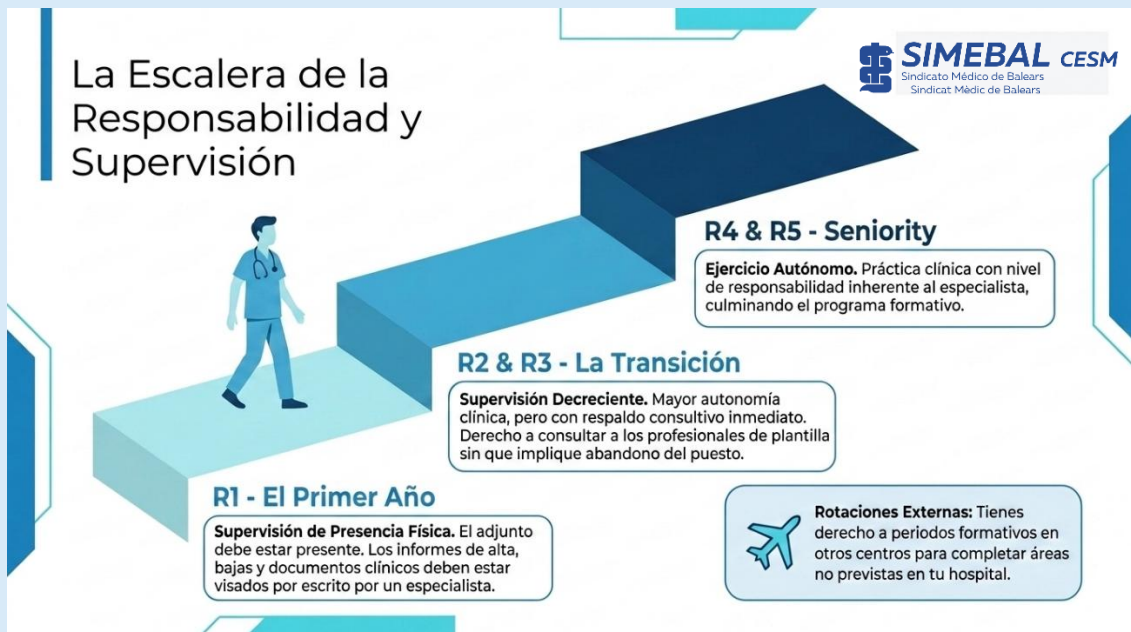 La Escalera de la
Responsabilidad y
Supervisión
SIMEBAL CESM
Sindicato Médico de Balears
Sindicat Mèdic de Balears
R4 & R5 - Seniority
Ejercicio Autónomo. Práctica clínica con nivel
de responsabilidad inherente al especialista,
culminando el programa formativo.
R2 & R3 - La Transición
Supervisión Decreciente. Mayor autonomía
clínica, pero con respaldo consultivo inmediato.
Derecho a consultar a los profesionales de plantilla
sin que implique abandono del puesto.
R1 - El Primer Año
Supervisión de Presencia Física. El adjunto
debe estar presente. Los informes de alta,
bajas y documentos clínicos deben estar
visados por escrito por un especialista.
Rotaciones Externas: Tienes
derecho a periodos formativos en
otros centros para completar áreas
no previstas en tu hospital.